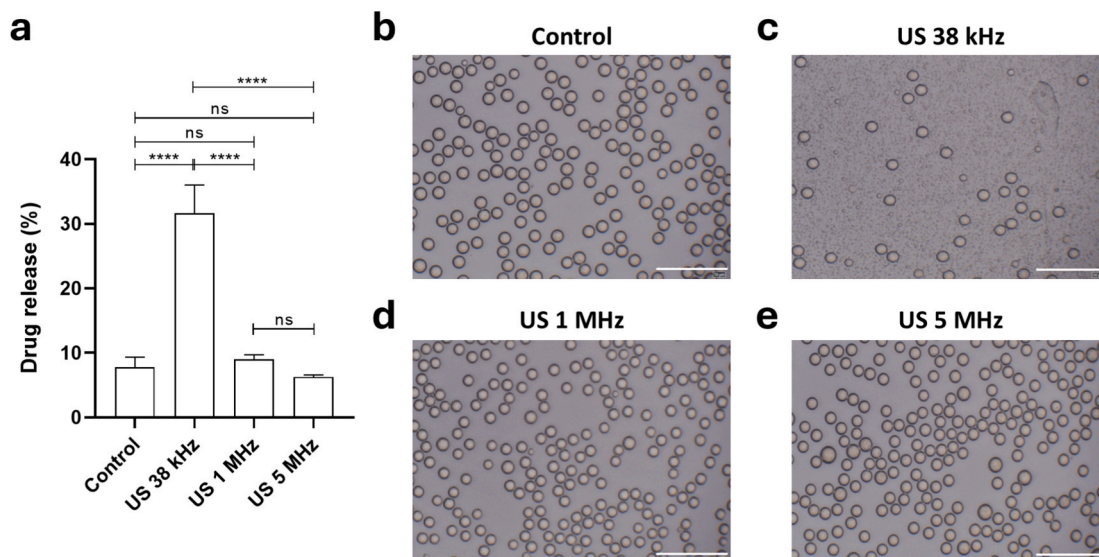 a
****
ns
ns
**** ****
ns
Drug release (%)
40
30
20
10
0
Control
US 38 kHz
US 1 MHz
US 5 MHz
b
Control
c
US 38 kHz
d
US 1 MHz
e
US 5 MHz